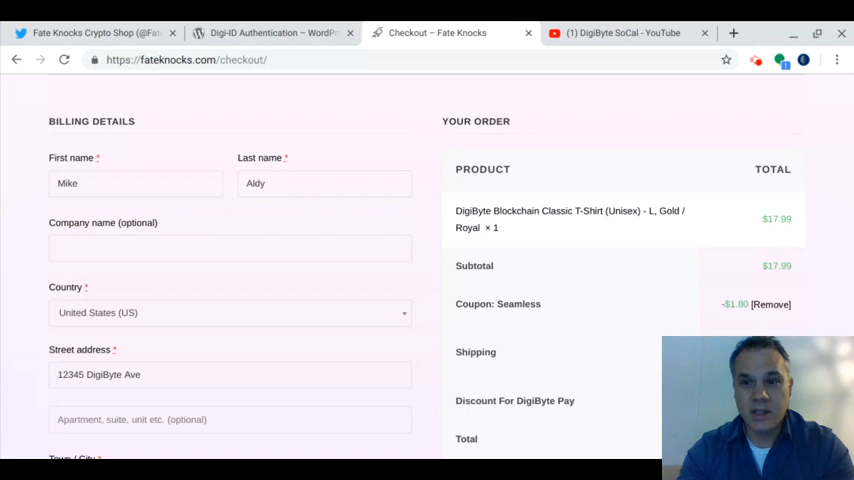 Fate Knocks Crypto Shop (@Fat
Digi-ID Authentication – WordPr
Checkout – Fate Knocks
(1) DigiByte SoCal - YouTube
https://fateknocks.com/checkout/
1
BILLING DETAILS
First name *
Last name *
Mike
Aldy
Company name (optional)
Country *
United States (US)
Street address *
12345 DigiByte Ave
Apartment, suite, unit etc. (optional)
Town / City *
YOUR ORDER
PRODUCT TOTAL
DigiByte Blockchain Classic T-Shirt (Unisex) - L, Gold /
Royal × 1
$17.99
Subtotal $17.99
Coupon: Seamless -$1.80 [Remove]
Shipping
Discount For DigiByte Pay
Total